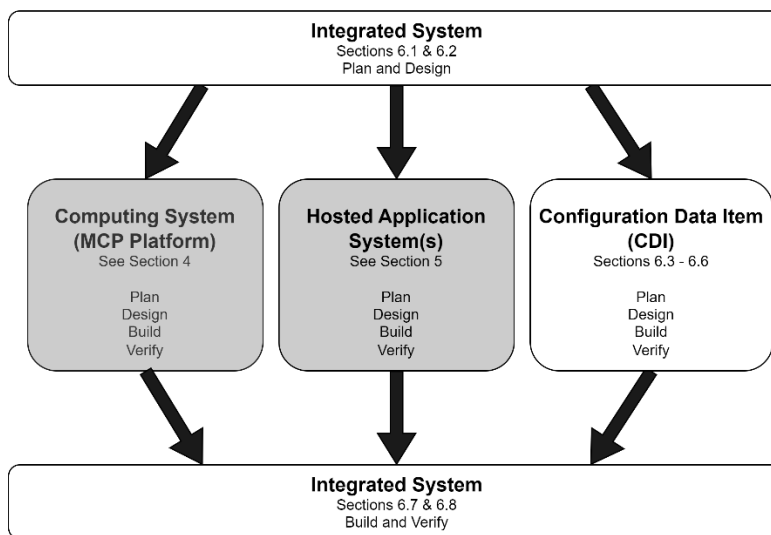 Integrated System
Sections 6.1 & 6.2
Plan and Design
Computing System
(MCP Platform)
See Section 4
Plan
Design
Build
Verify
Hosted Application
System(s)
See Section 5
Plan
Design
Build
Verify
Configuration Data Item
(CDI)
Sections 6.3 - 6.6
Plan
Design
Build
Verify
Integrated System
Sections 6.7 & 6.8
Build and Verify